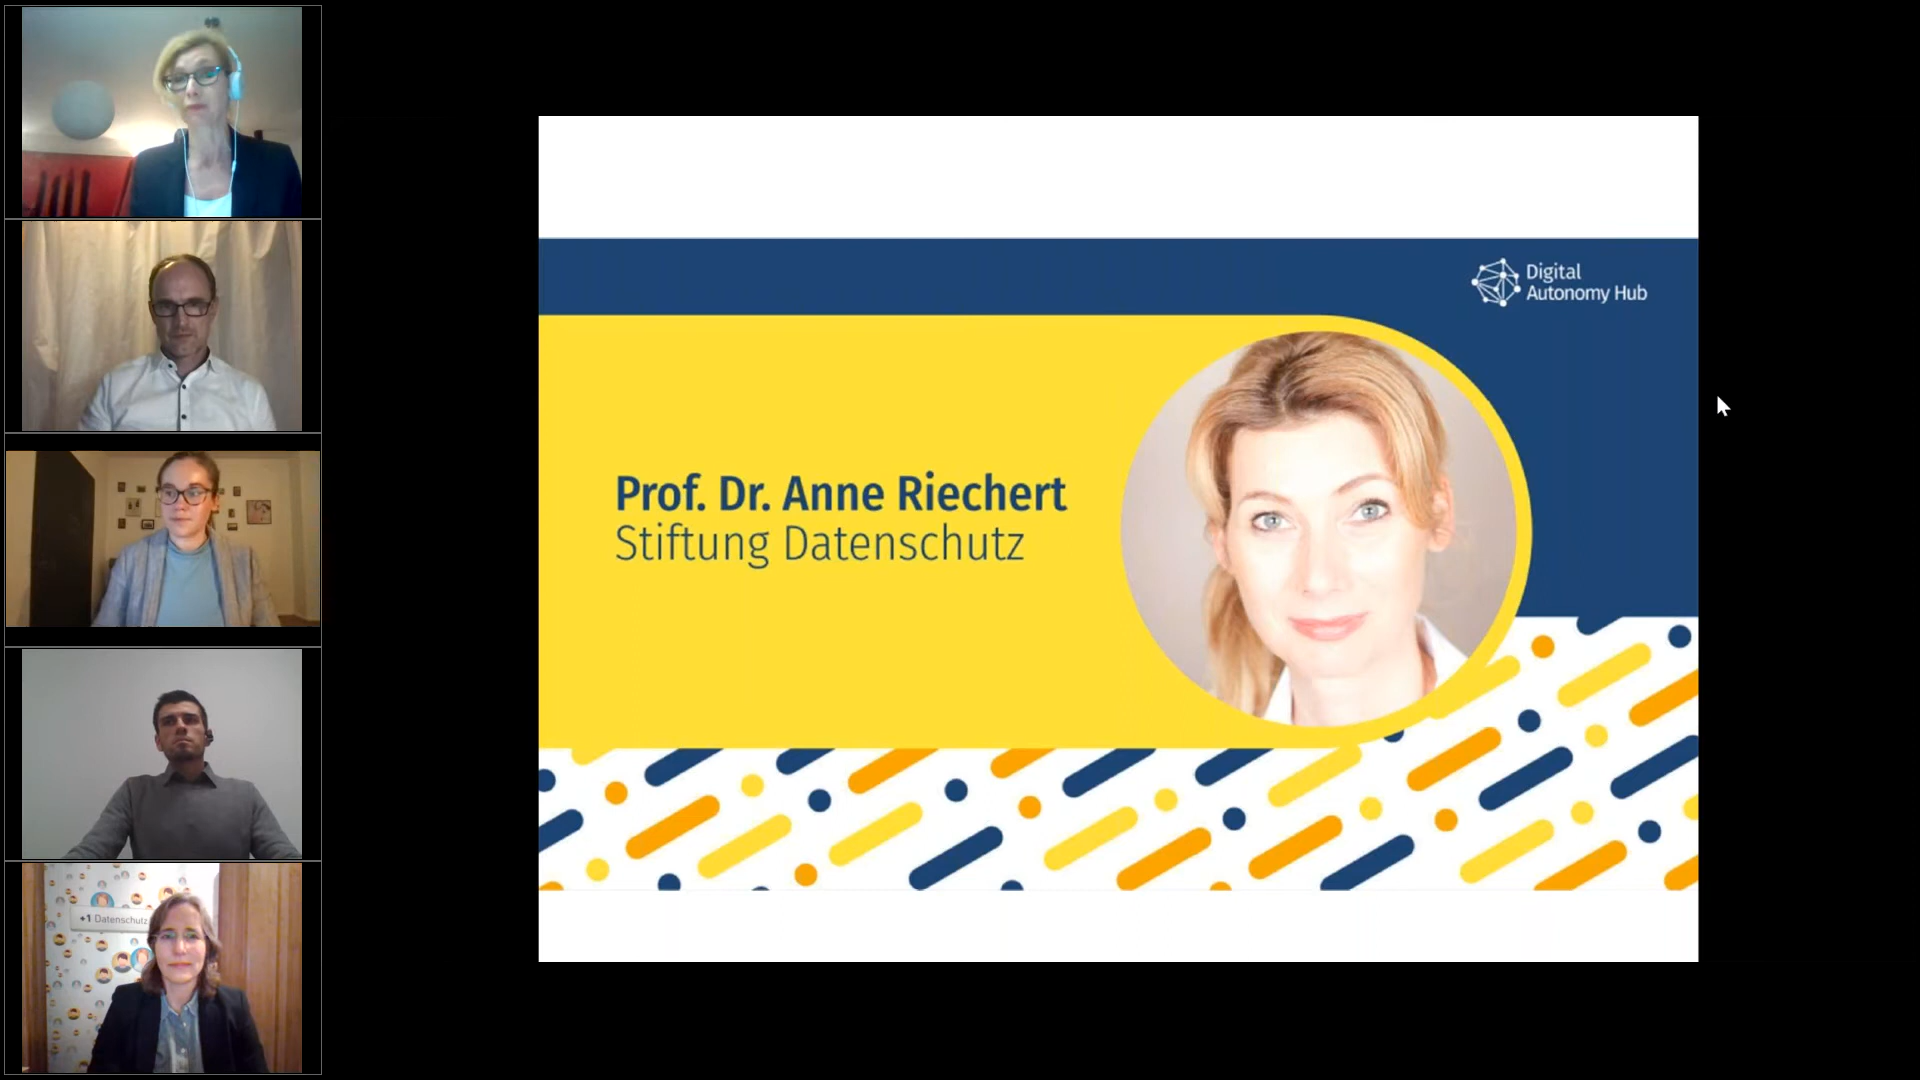 Digital
Autonomy Hub
Prof. Dr. Anne Riechert
Stiftung Datenschutz
+1 Datenschutz